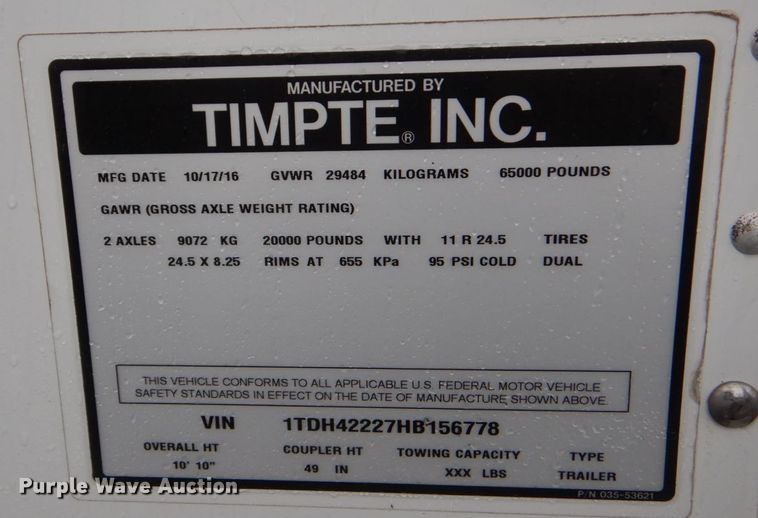 MANUFACTURED BY
TIMPTE® INC.
MFG DATE 10/17/16 GVWR 29484 KILOGRAMS 65000 POUNDS
GAWR (GROSS AXLE WEIGHT RATING)
2 AXLES 9072 KG 20000 POUNDS WITH 11 R 24.5 TIRES
24.5 X 8.25 RIMS AT 655 KPa 95 PSI COLD DUAL
THIS VEHICLE CONFORMS TO ALL APPLICABLE U.S. FEDERAL MOTOR VEHICLE
SAFETY STANDARDS IN EFFECT ON THE DATE OF MANUFACTURE SHOWN ABOVE.
VIN 1TDH42227HB156778
OVERALL HT COUPLER HT TOWING CAPACITY TYPE
10' 10" 49 IN XXX LBS TRAILER
P/N 035-53621
Purple Wave Auction